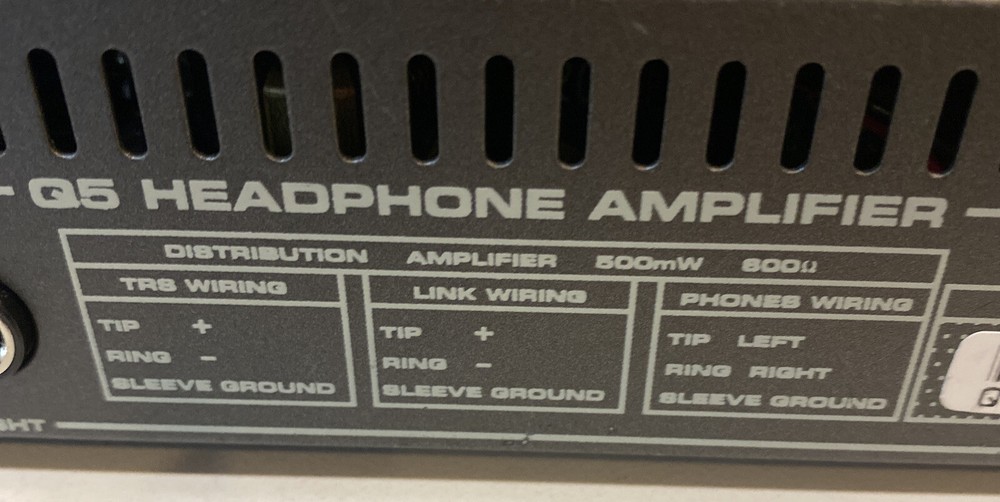 Q5 HEADPHONE AMPLIFIER
DISTRIBUTION AMPLIFIER 500mW 600Ω
TRS WIRING
TIP +
RING -
SLEEVE GROUND
LINK WIRING
TIP +
RING -
SLEEVE GROUND
PHONES WIRING
TIP LEFT
RING RIGHT
SLEEVE GROUND